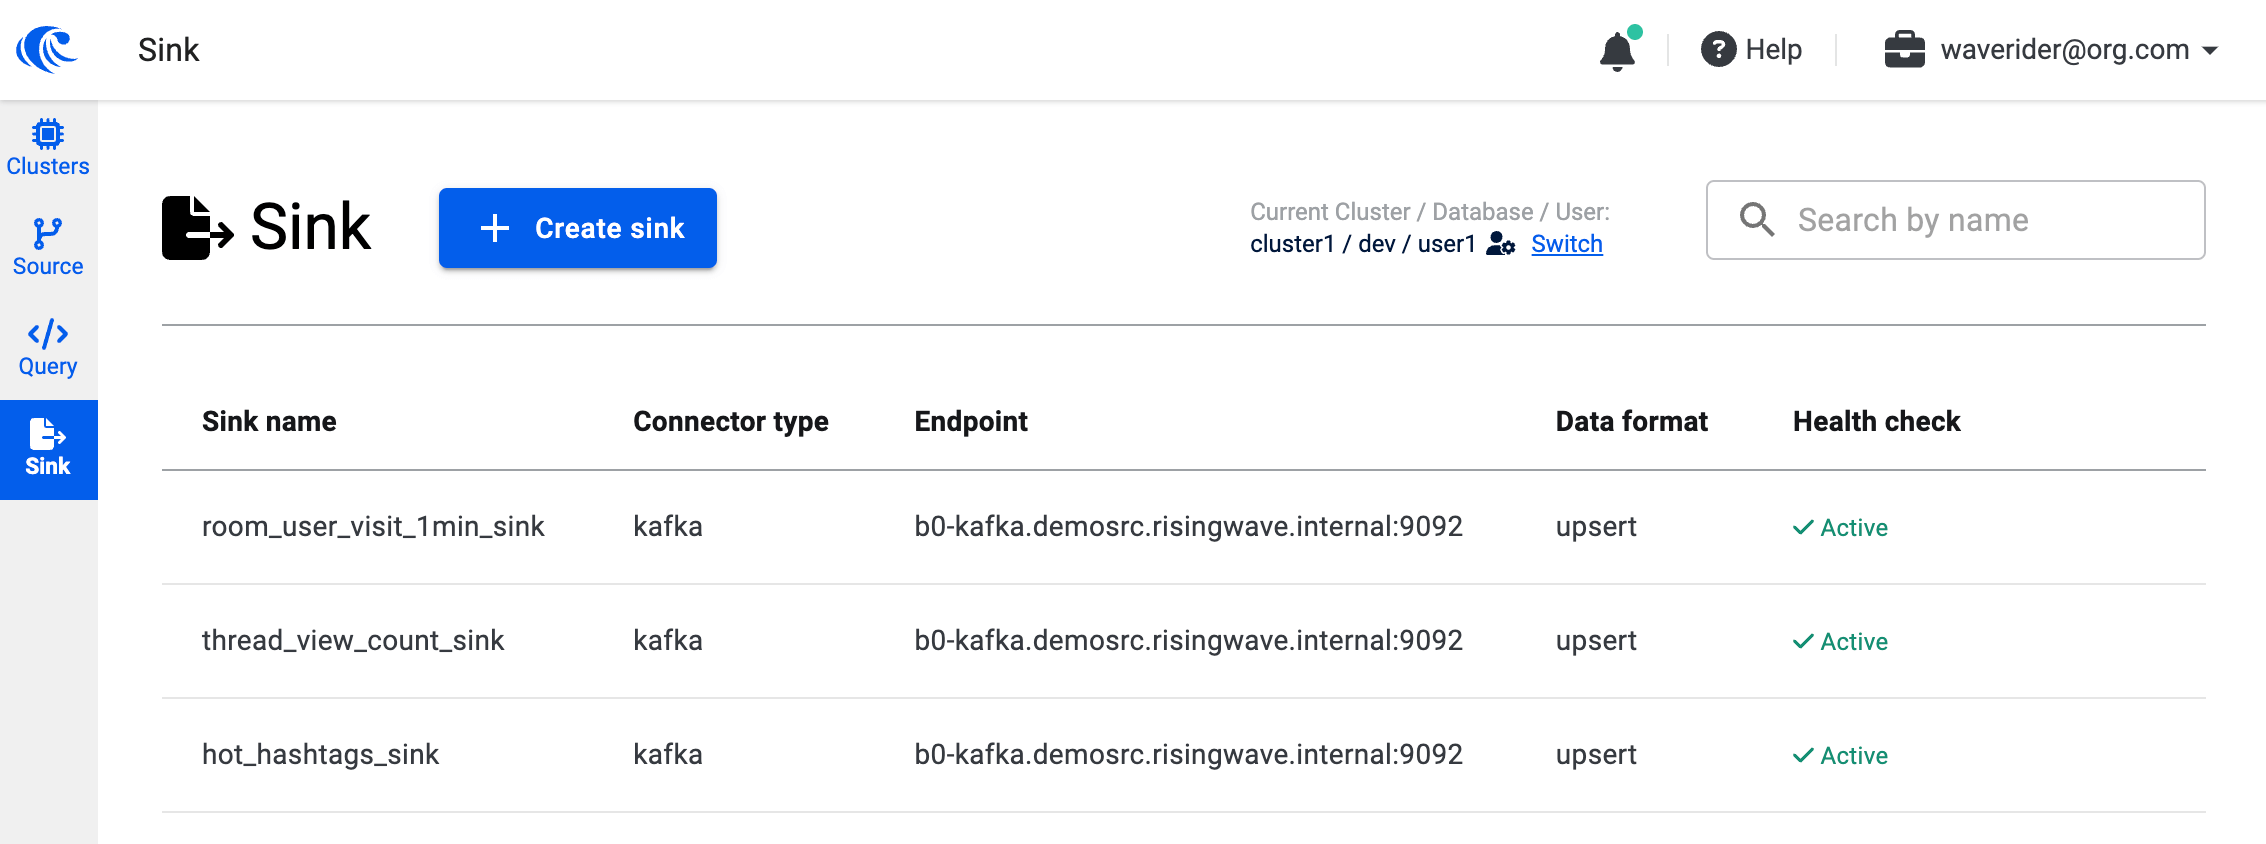 Sink
Help
waverider@org.com
Clusters
Source
Query
Sink
Sink
Create sink
Current Cluster / Database / User:
cluster1 / dev / user1 Switch
Search by name
Sink name Connector type Endpoint Data format Health check
room_user_visit_1min_sink kafka b0-kafka.demosrc.risingwave.internal:9092 upsert Active
thread_view_count_sink kafka b0-kafka.demosrc.risingwave.internal:9092 upsert Active
hot_hashtags_sink kafka b0-kafka.demosrc.risingwave.internal:9092 upsert Active